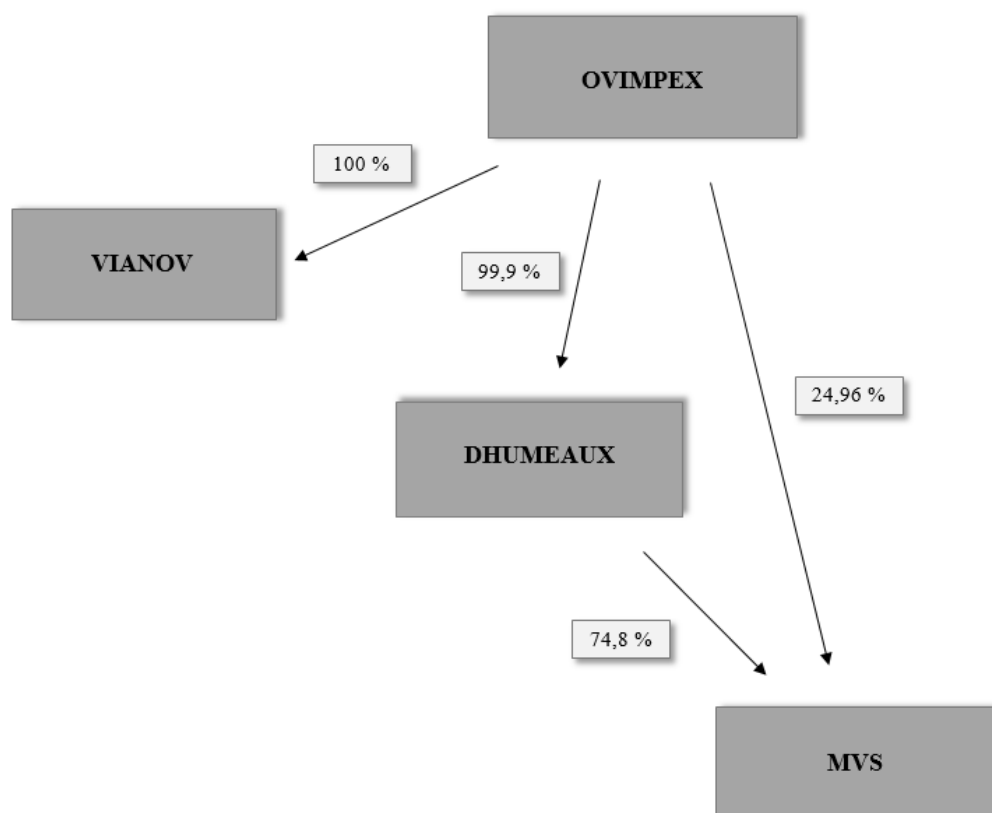 OVIMPEX
100 %
VIANOV
99,9 %
24,96 %
DHUMEAUX
74,8 %
MVS